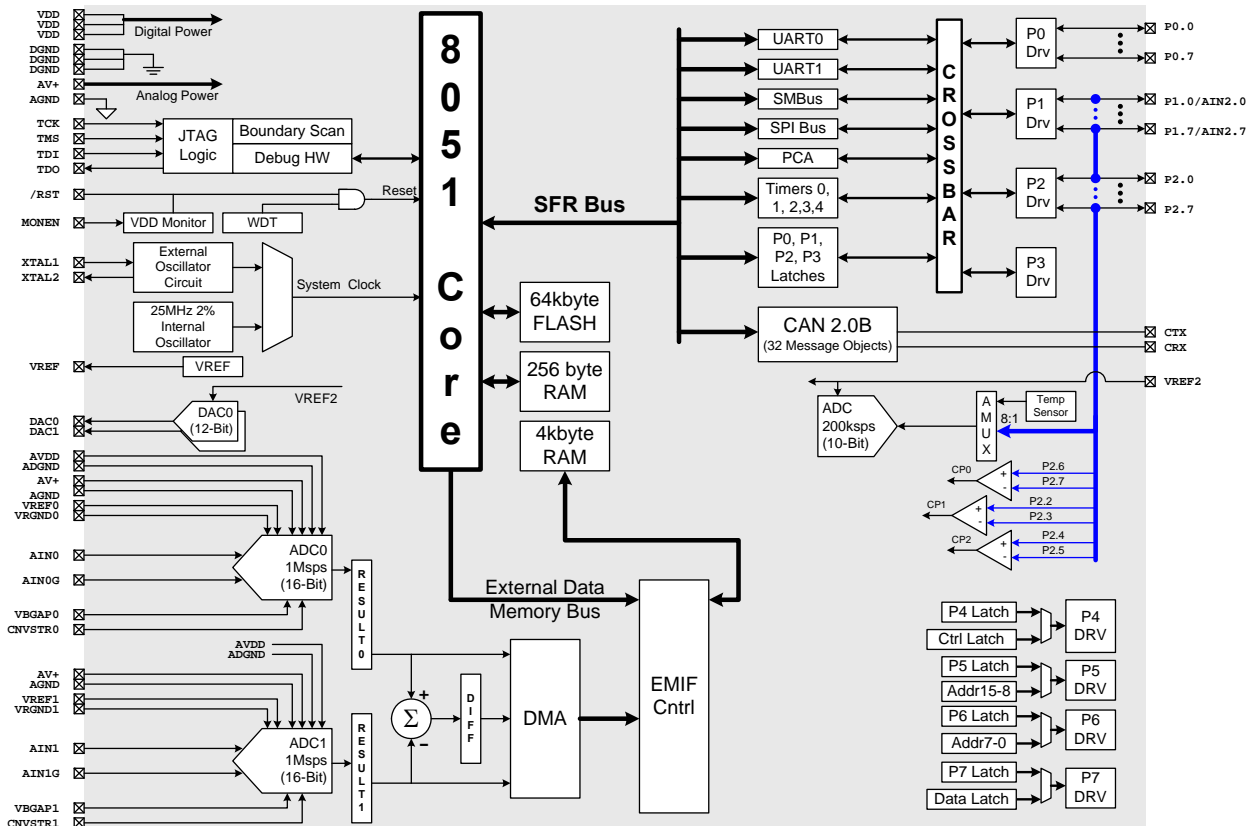 VDD
VDD
VDD
Digital Power
DGND
DGND
DGND
AV+
Analog Power
AGND
TCK
TMS
TDI
TDO
JTAG
Logic
Boundary Scan
Debug HW
/RST
Reset
MONEN
VDD Monitor
WDT
XTAL1
XTAL2
External
Oscillator
Circuit
System Clock
25MHz 2%
Internal
Oscillator
VREF
VREF
VREF2
DAC0
DAC1
DAC0
(12-Bit)
AVDD
ADGND
AV+
AGND
VREF0
VRGND0
AIN0
AIN0G
VBGAP0
CNVSTR0
ADC0
1Msps
(16-Bit)
RESULT0
AVDD
ADGND
AV+
AGND
VREF1
VRGND1
AIN1
AIN1G
VBGAP1
CNVSTR1
ADC1
1Msps
(16-Bit)
RESULT1
+
Σ
−
DIFF
DMA
8051 Core
SFR Bus
64kbyte
FLASH
256 byte
RAM
4kbyte
RAM
External Data
Memory Bus
EMIF
Cntrl
UART0
UART1
SMBus
SPI Bus
PCA
Timers 0,
1, 2,3,4
P0, P1,
P2, P3
Latches
CROSSBAR
P0
Drv
P1
Drv
P2
Drv
P3
Drv
P0.0
P0.7
P1.0/AIN2.0
P1.7/AIN2.7
P2.0
P2.7
CAN 2.0B
(32 Message Objects)
CTX
CRX
VREF2
ADC
200ksps
(10-Bit)
AMUX
8:1
Temp
Sensor
CP0
+
-
P2.6
P2.7
CP1
+
-
P2.2
P2.3
CP2
+
-
P2.4
P2.5
P4 Latch
Ctrl Latch
P4
DRV
P5 Latch
Addr15-8
P5
DRV
P6 Latch
Addr7-0
P6
DRV
P7 Latch
Data Latch
P7
DRV